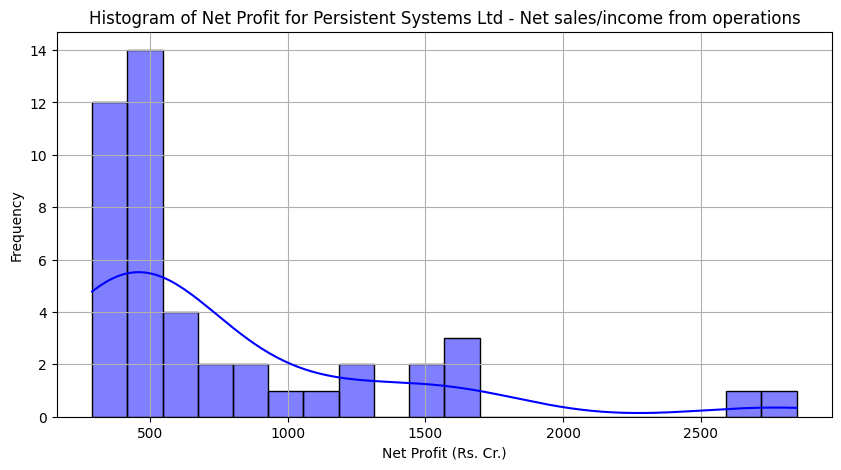 Histogram of Net Profit for Persistent Systems Ltd - Net sales/income from operations
14
12
10
8
6
4
2
0
Frequency
500 1000 1500 2000 2500
Net Profit (Rs. Cr.)